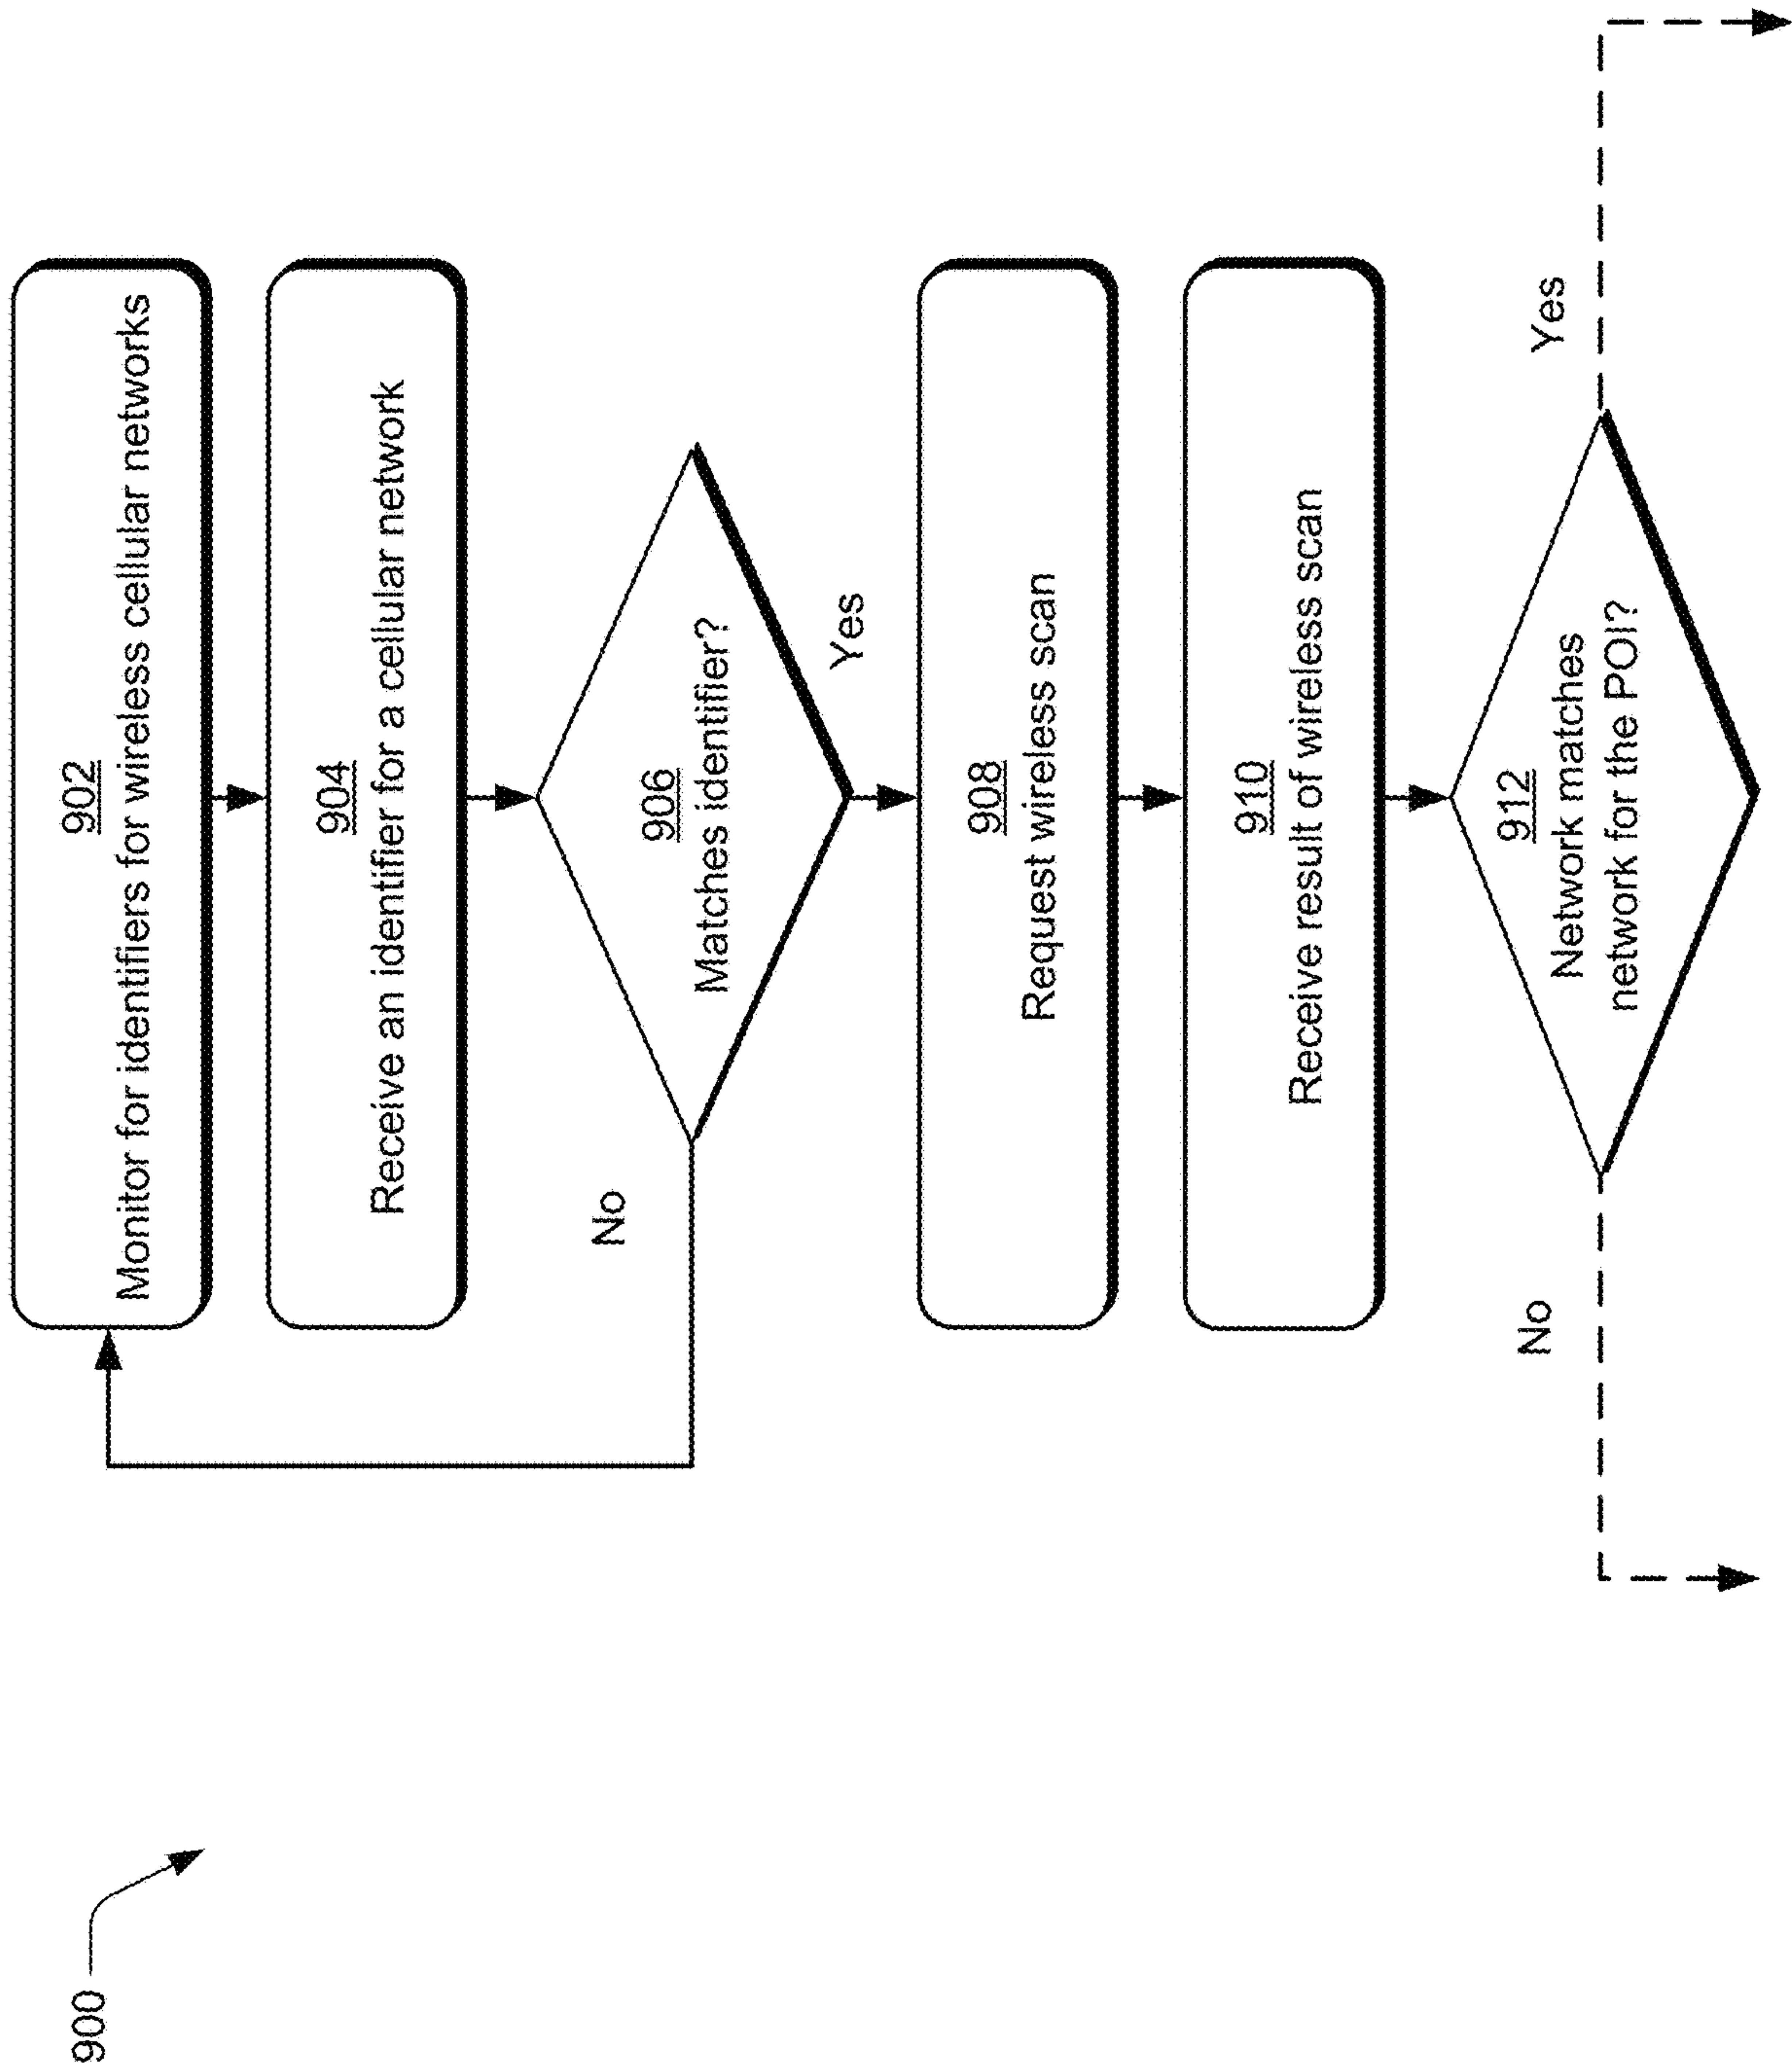 900
902
Monitor for identifiers for wireless cellular networks
904
Receive an identifier for a cellular network
906
Matches identifier?
No
Yes
908
Request wireless scan
910
Receive result of wireless scan
912
Network matches
network for the POI?
No
Yes